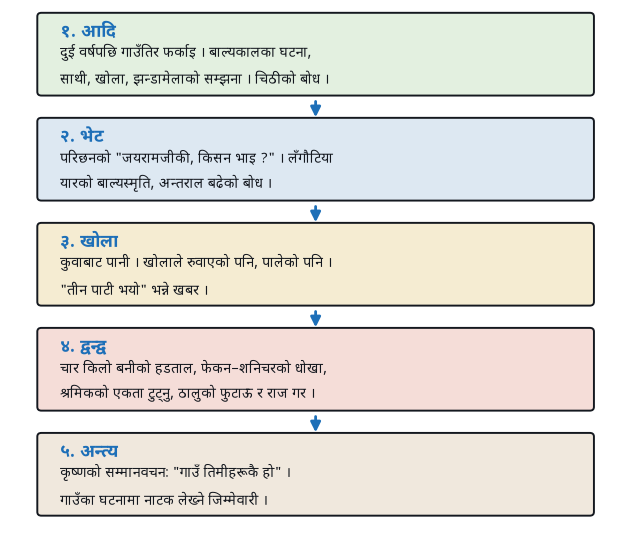 १. आदि
दुई वर्षपछि गाउँतिर फर्काइ । बाल्यकालका घटना,
साथी, खोला, झन्डामेलाको सम्झना । चिठीको बोध ।
२. भेट
परिछनको "जयरामजीकी, किसन भाइ ?" । लँगौटिया
यारको बाल्यस्मृति, अन्तराल बढेको बोध ।
३. खोला
कुवाबाट पानी । खोलाले रुवाएको पनि, पालेको पनि ।
"तीन पाटी भयो" भन्ने खबर ।
४. द्वन्द्व
चार किलो बनीको हडताल, फेकन–शनिचरको धोखा,
श्रमिकको एकता टुट्नु, ठालुको फुटाऊ र राज गर ।
५. अन्त्य
कृष्णको सम्मानवचन: "गाउँ तिमीहरूकै हो" ।
गाउँका घटनामा नाटक लेख्ने जिम्मेवारी ।